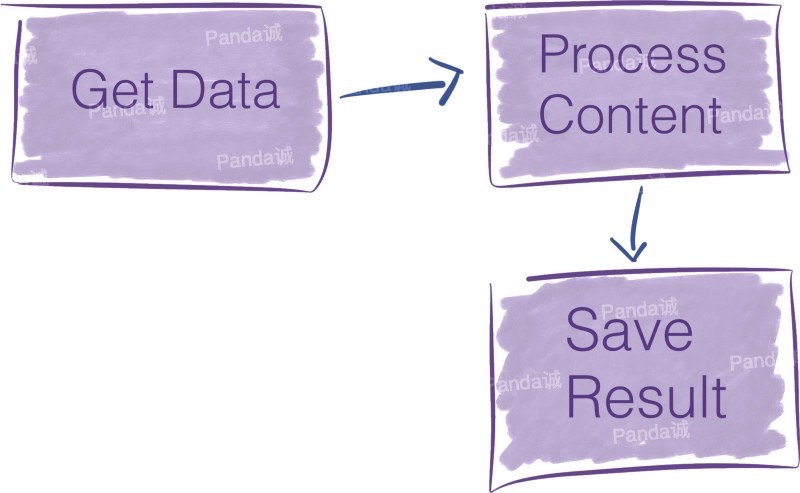 Get Data
Process
Content
Save
Result
Panda诚
Panda诚
Panda诚
Panda诚
Panda诚
Panda诚
Panda诚
Panda诚